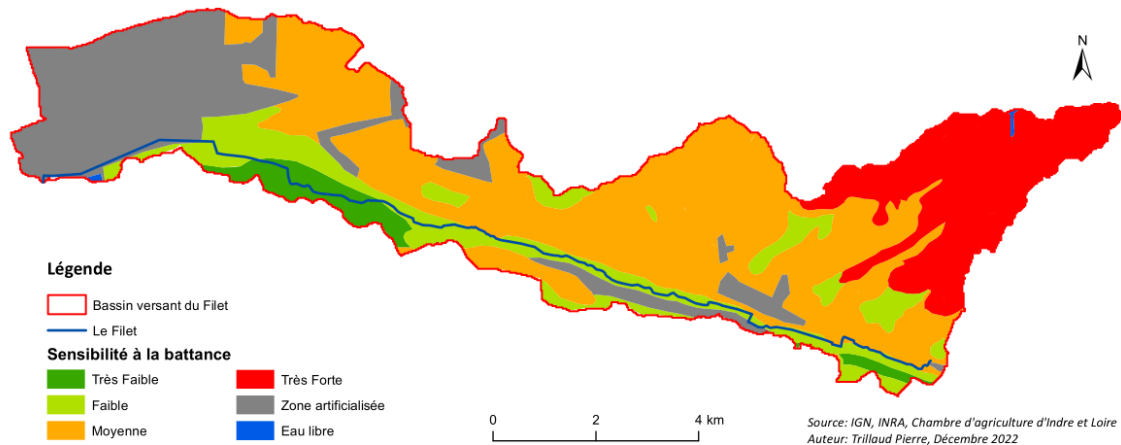 N
Légende
Bassin versant du Filet
Le Filet
Sensibilité à la battance
Très Faible
Très Forte
Faible
Zone artificialisée
Moyenne
Eau libre
0 2 4 km
Source: IGN, INRA, Chambre d'agriculture d'Indre et Loire
Auteur: Trillaud Pierre, Décembre 2022